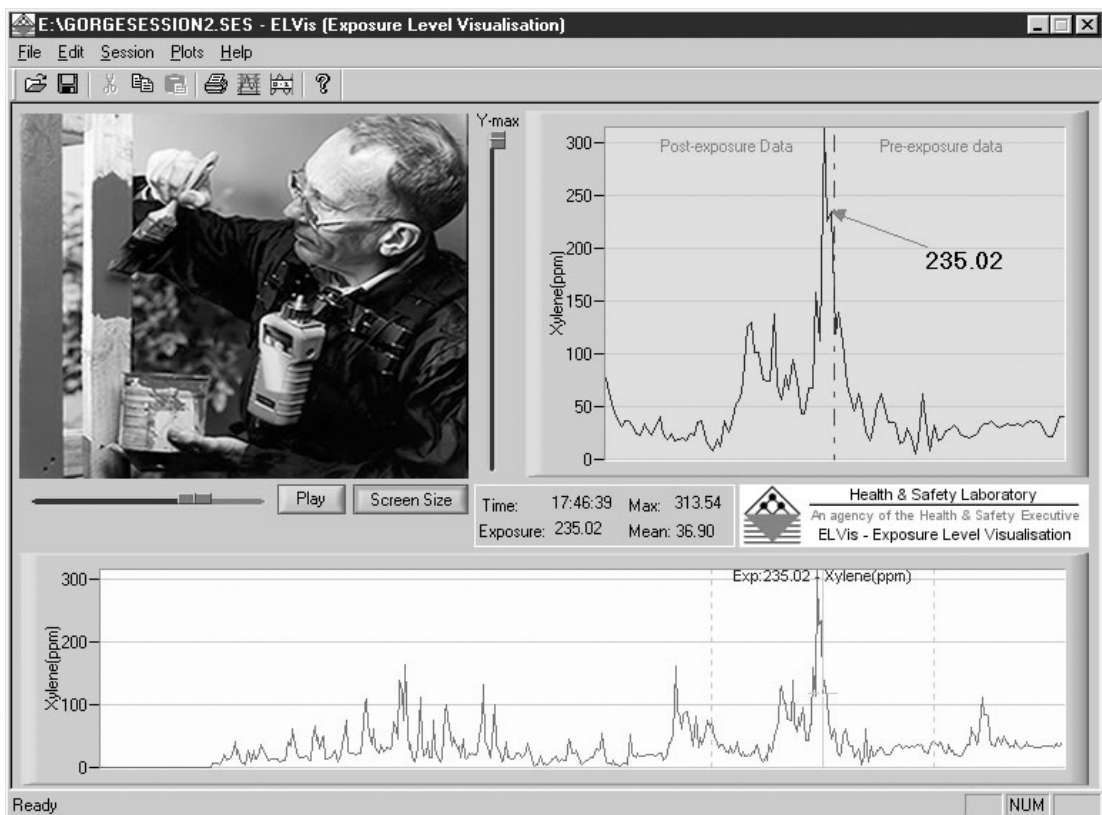 E:\GORGESESSION2.SES - ELVis (Exposure Level Visualisation)
File Edit Session Plots Help
Y-max
300
250
200
150
100
50
0
Xylene(ppm)
Post-exposure Data
Pre-exposure data
235.02
Play
Screen Size
Time: 17:46:39 Max: 313.54
Exposure: 235.02 Mean: 36.90
Health & Safety Laboratory
An agency of the Health & Safety Executive
ELVis - Exposure Level Visualisation
300
200
100
0
Xylene(ppm)
Exp:235.02 - Xylene(ppm)
Ready
NUM